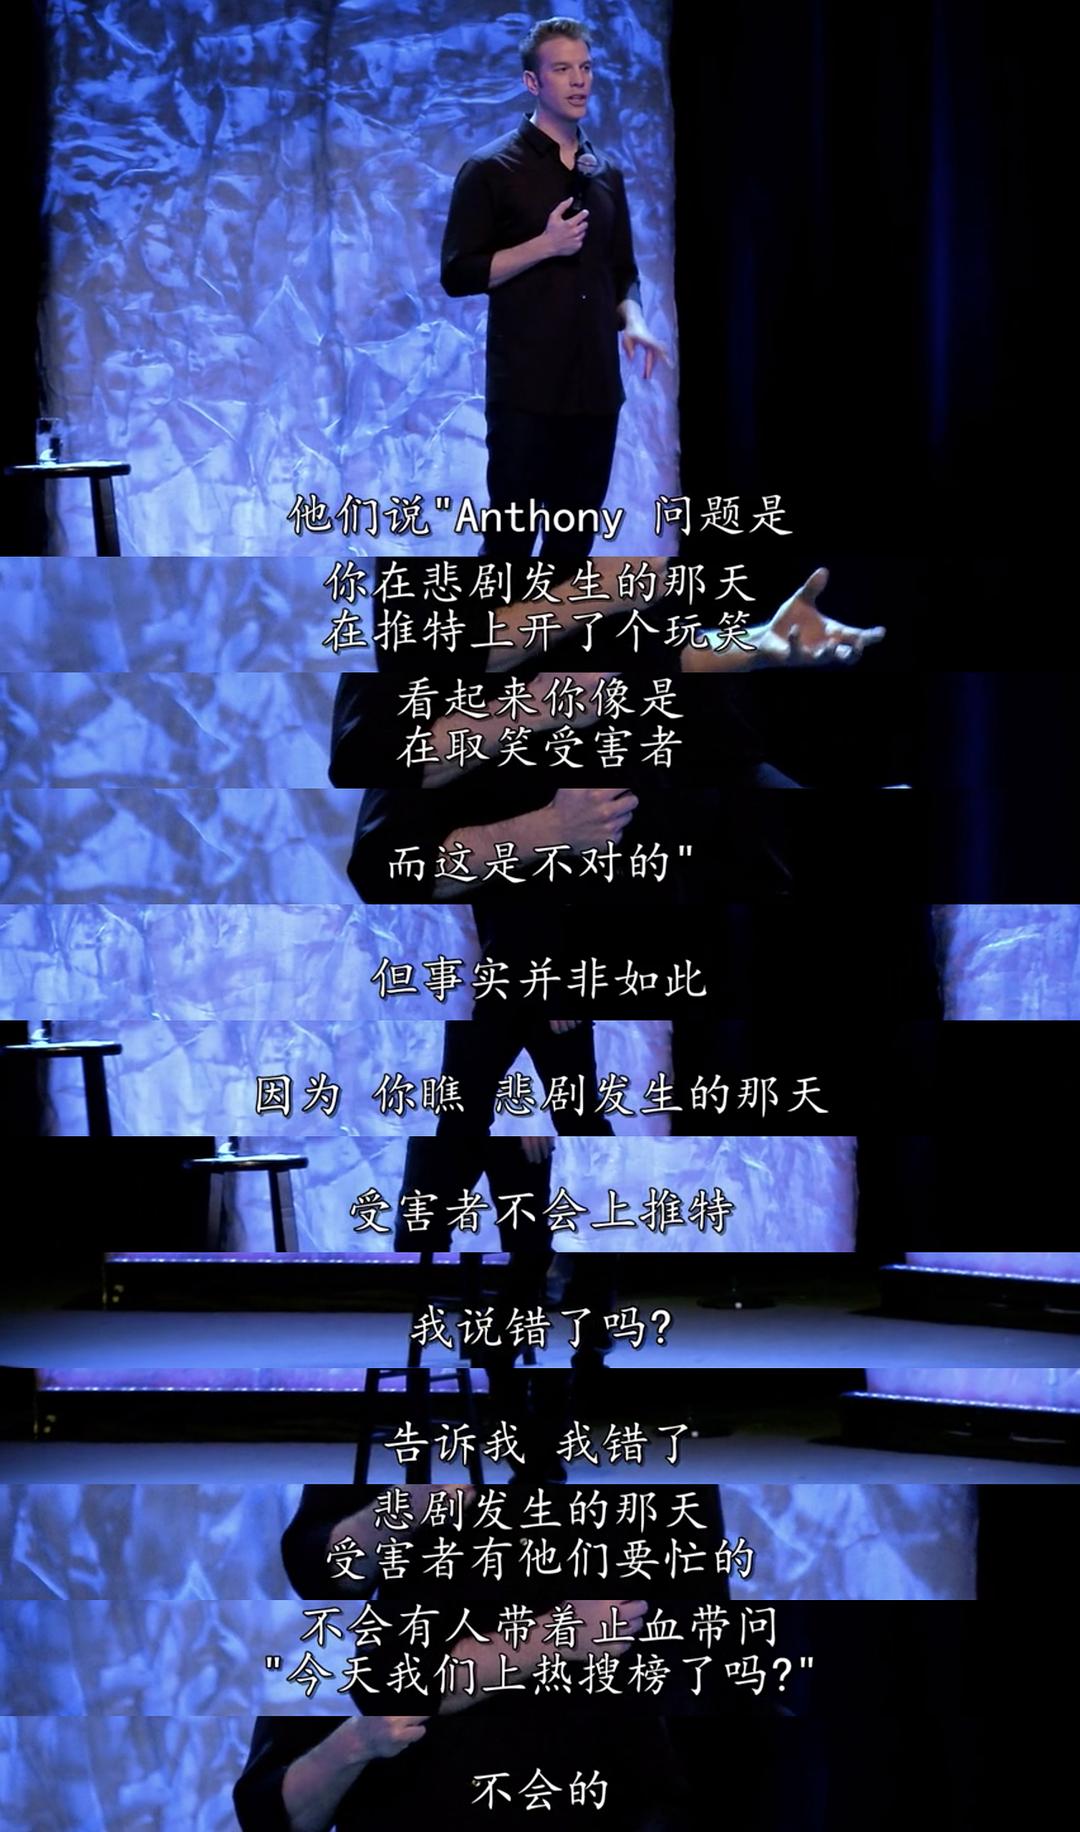 他们说"Anthony 问题是
你在悲剧发生的那天
在推特上开了个玩笑
看起来你像是
在取笑受害者
而这是不对的"
但事实并非如此
因为 你瞧 悲剧发生的那天
受害者不会上推特
我说错了吗?
告诉我 我错了
悲剧发生的那天
受害者有他们要忙的
不会有人带着止血带问
"今天我们上热搜榜了吗?"
不会的